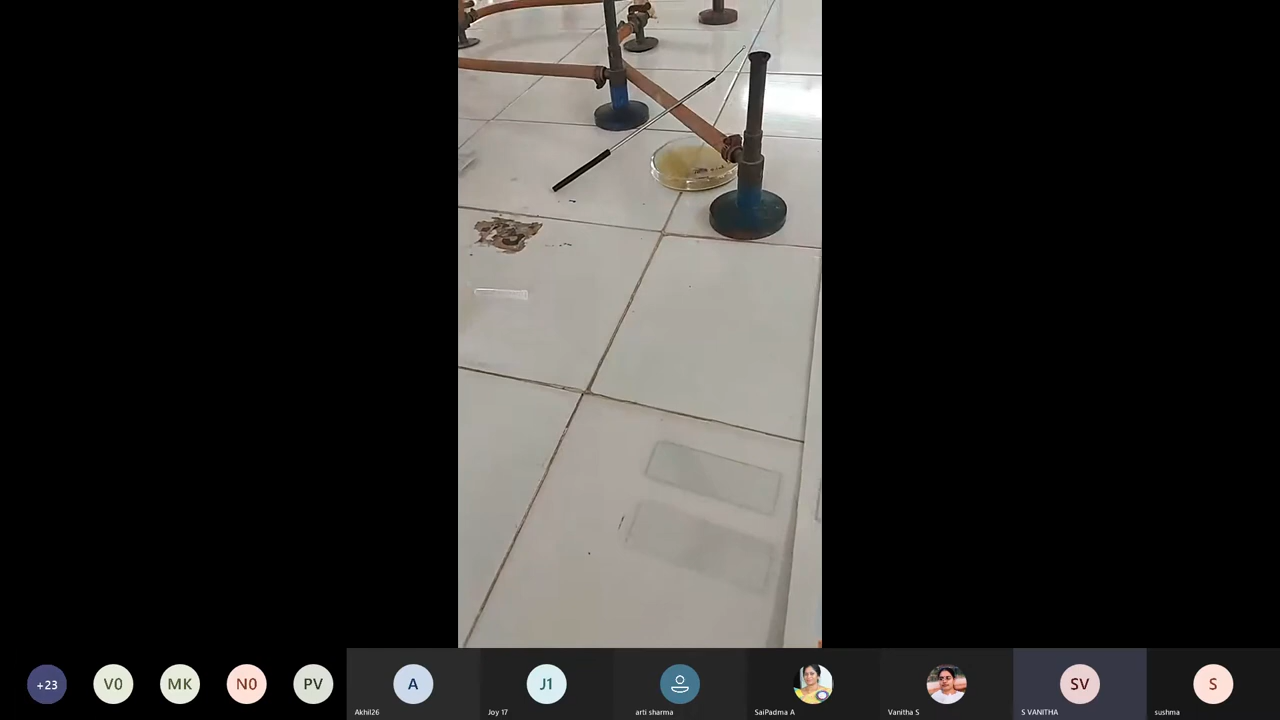 +23
V0
MK
N0
PV
A
Akhil26
J1
Joy 17
arti sharma
SaiPadma A
Vanitha S
SV
S VANITHA
S
sushma